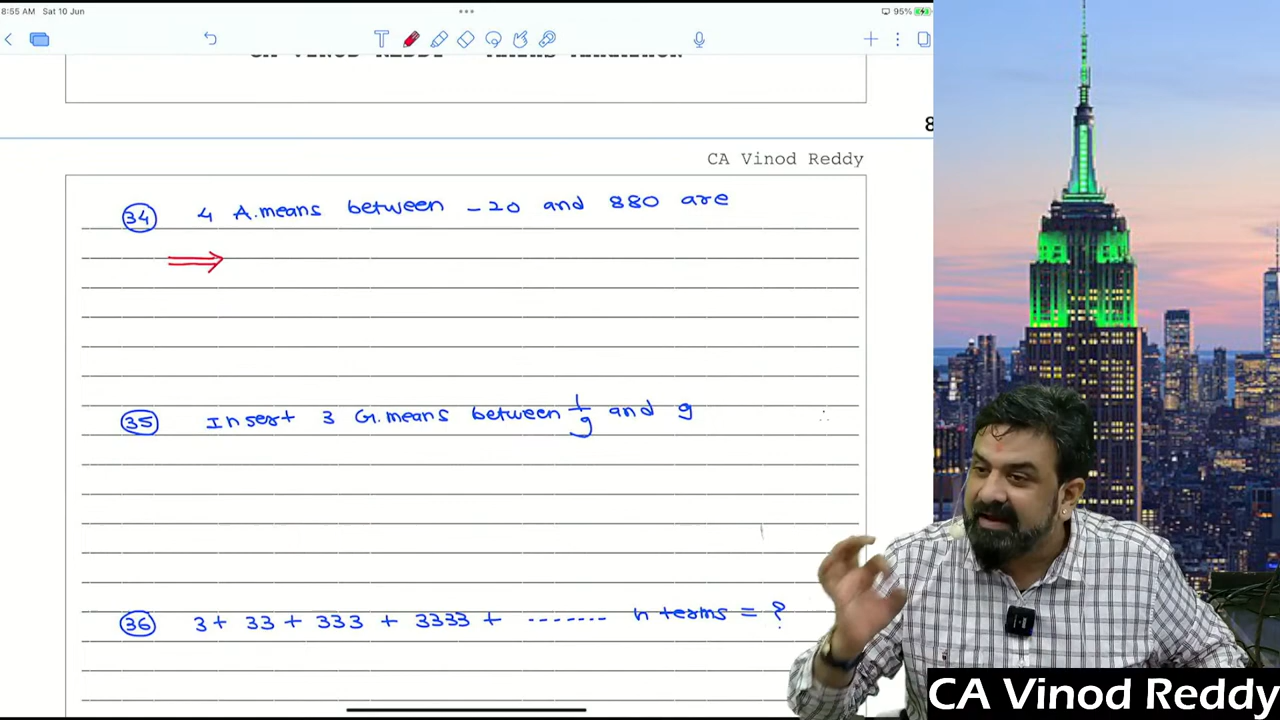 8:55 AM Sat 10 Jun
95%
CA Vinod Reddy
34 4 A.means between -20 and 880 are
⟹
35 Insert 3 G.means between 1/9 and 9
36 3 + 33 + 333 + 3333 + ........ n terms = ?
CA Vinod Reddy